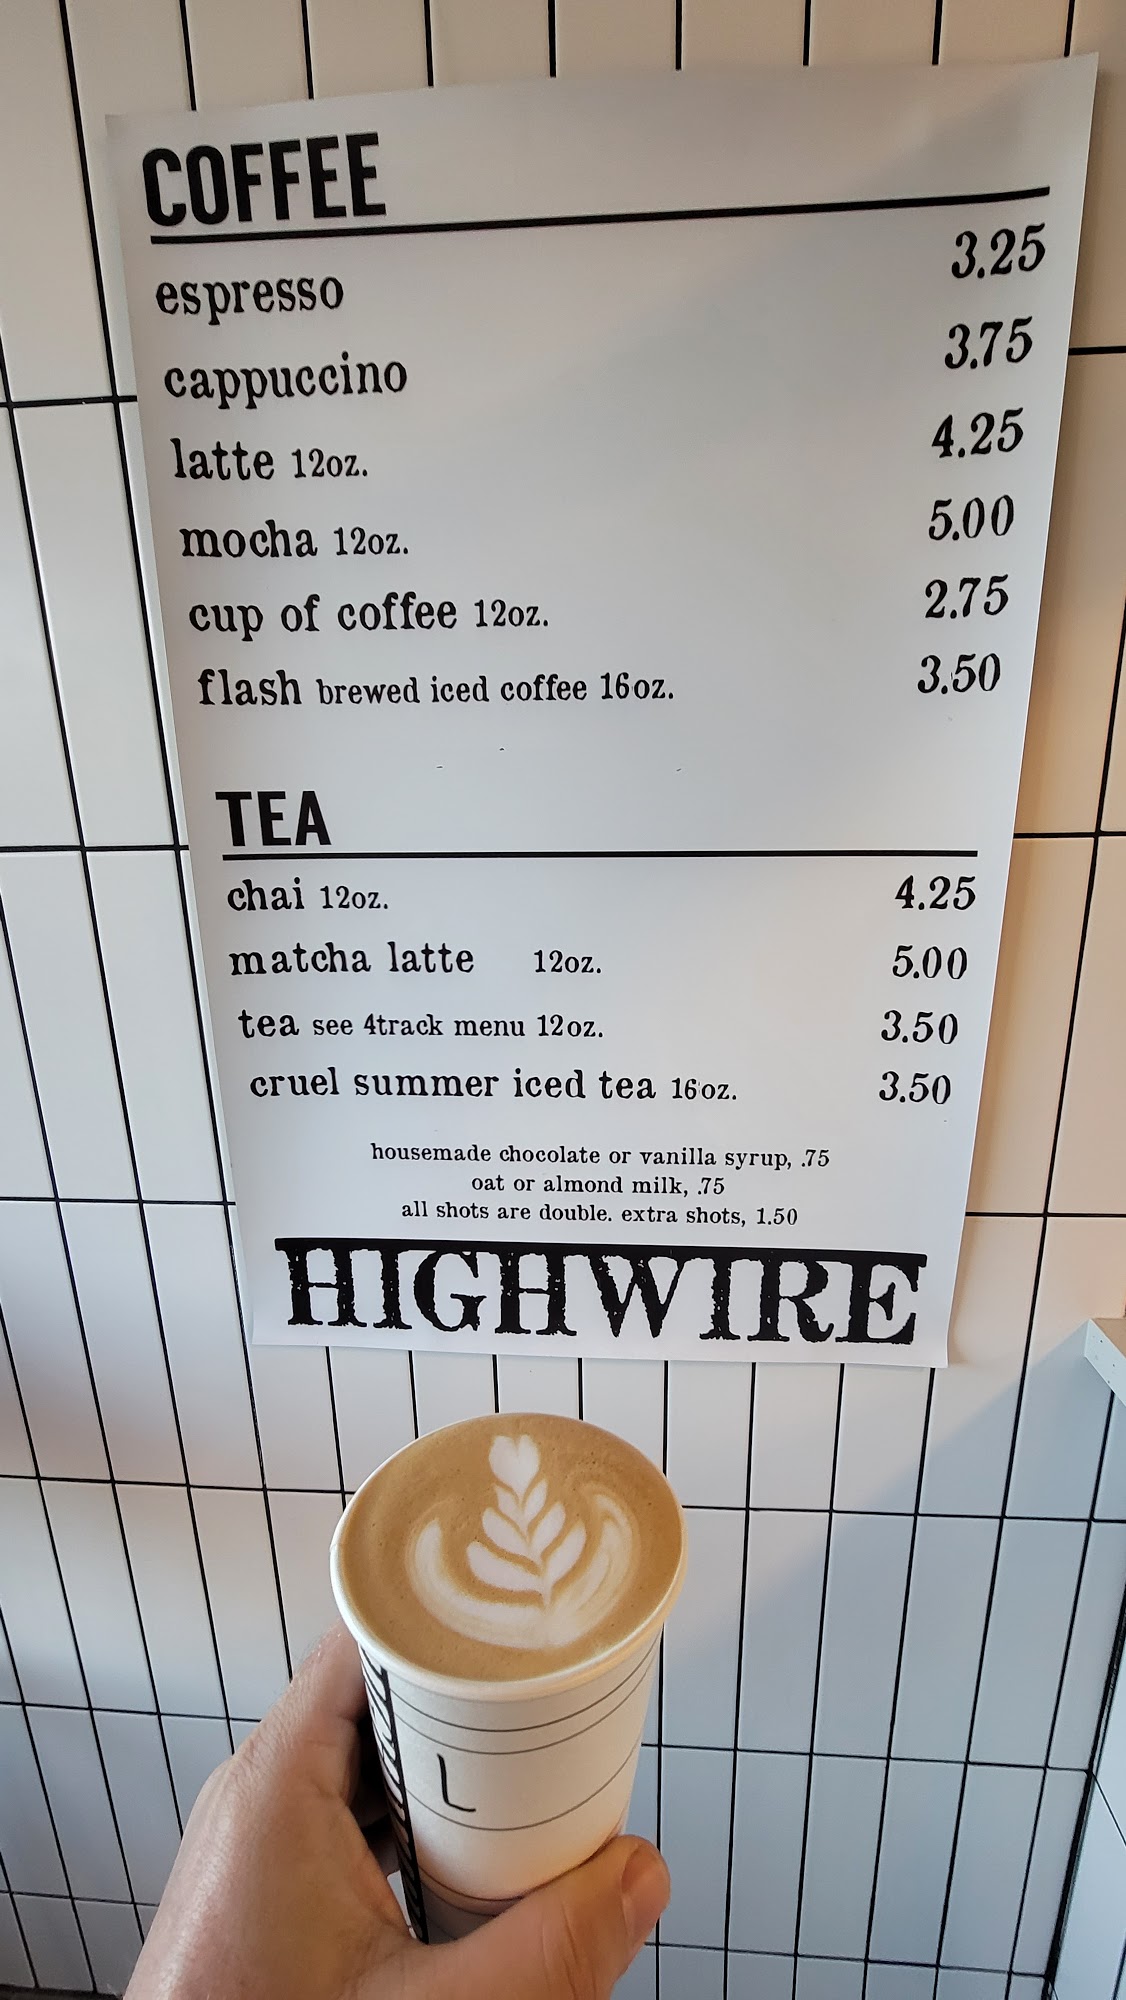 COFFEE
espresso 3.25
cappuccino 3.75
latte 12oz. 4.25
mocha 12oz. 5.00
cup of coffee 12oz. 2.75
flash brewed iced coffee 16oz. 3.50
TEA
chai 12oz. 4.25
matcha latte 12oz. 5.00
tea see 4track menu 12oz. 3.50
cruel summer iced tea 16oz. 3.50
housemade chocolate or vanilla syrup, .75
oat or almond milk, .75
all shots are double. extra shots, 1.50
HIGHWIRE
L